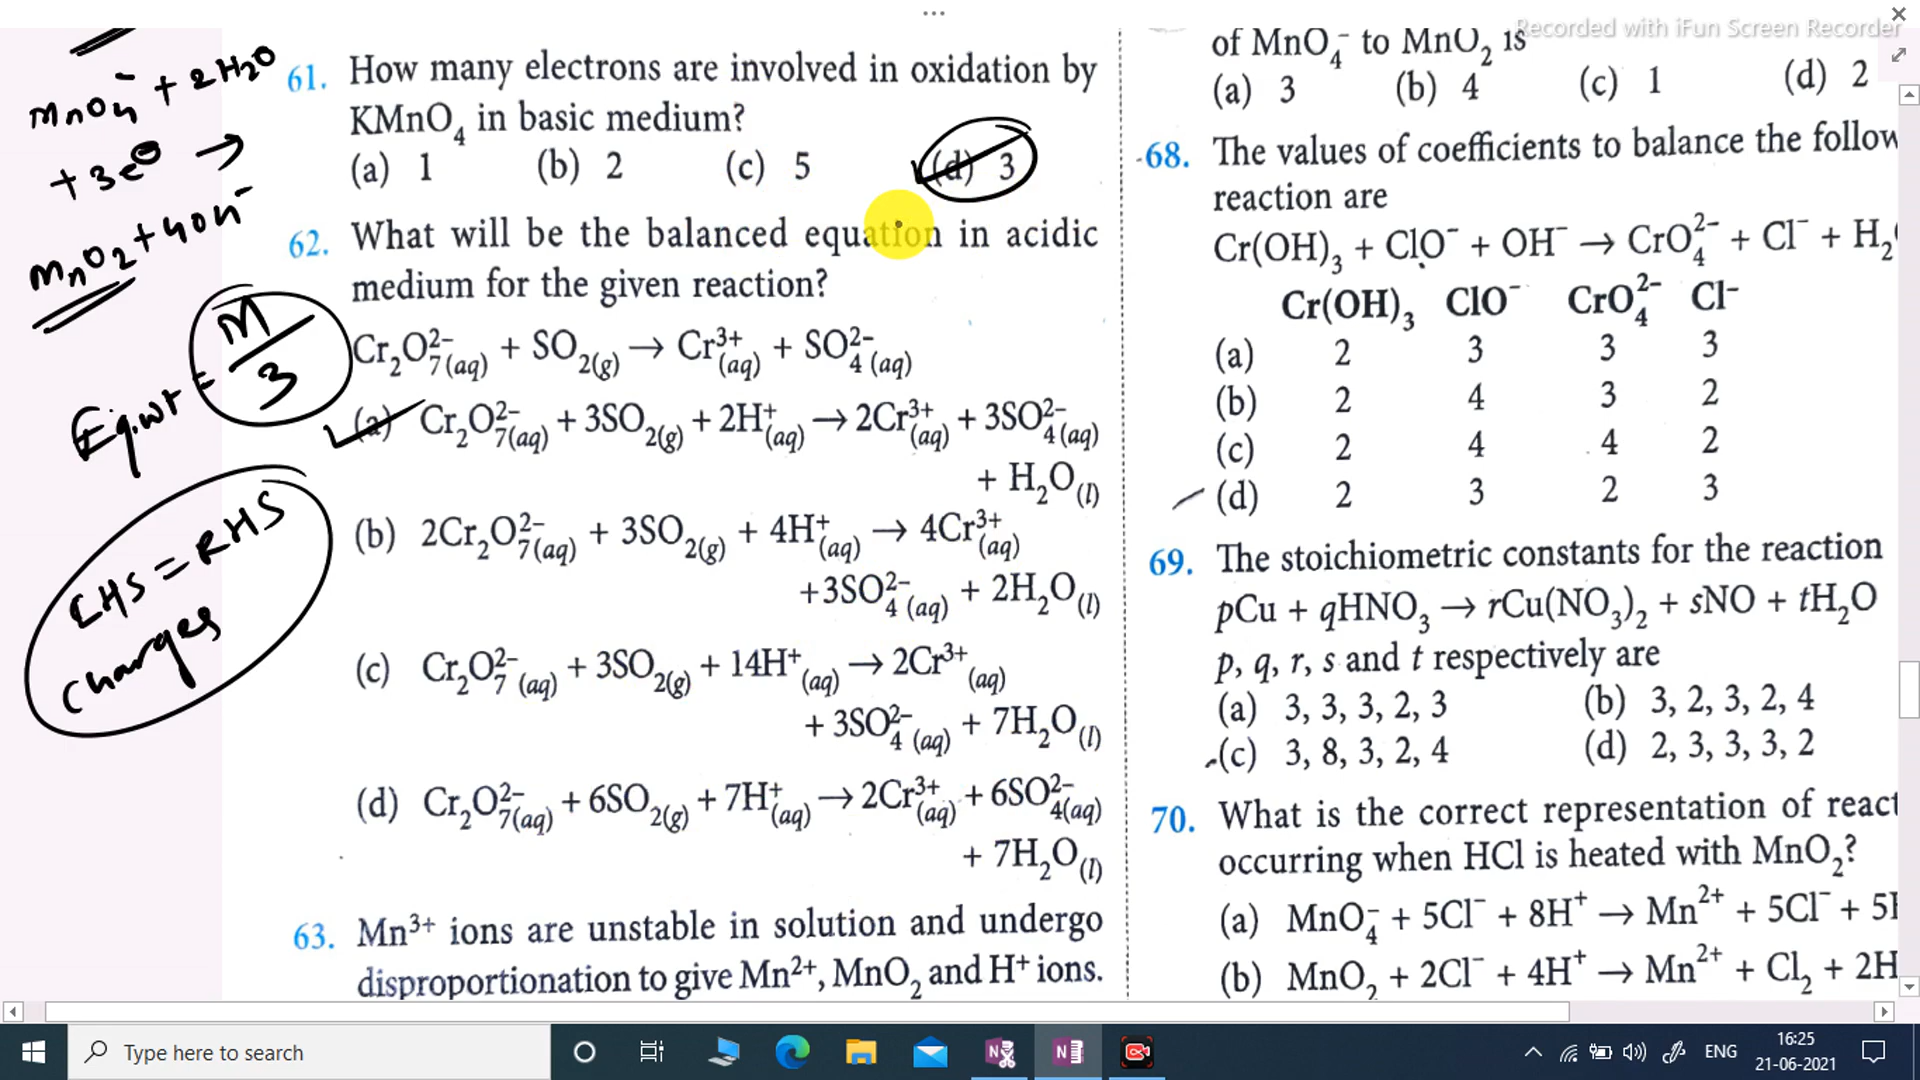 Recorded with iFun Screen Recorder
MnO4⁻ + 2H2O
+ 3e⊖ →
MnO2 + 4OH⁻
Eq.wt = M/3
LHS = RHS
Charges
61. How many electrons are involved in oxidation by
KMnO₄ in basic medium?
(a) 1 (b) 2 (c) 5 (d) 3
62. What will be the balanced equation in acidic
medium for the given reaction?
Cr₂O₇²⁻(aq) + SO₂(g) → Cr³⁺(aq) + SO₄²⁻(aq)
(a) Cr₂O₇²⁻(aq) + 3SO₂(g) + 2H⁺(aq) → 2Cr³⁺(aq) + 3SO₄²⁻(aq)
+ H₂O(l)
(b) 2Cr₂O₇²⁻(aq) + 3SO₂(g) + 4H⁺(aq) → 4Cr³⁺(aq)
+3SO₄²⁻(aq) + 2H₂O(l)
(c) Cr₂O₇²⁻(aq) + 3SO₂(g) + 14H⁺(aq) → 2Cr³⁺(aq)
+ 3SO₄²⁻(aq) + 7H₂O(l)
(d) Cr₂O₇²⁻(aq) + 6SO₂(g) + 7H⁺(aq) → 2Cr³⁺(aq) + 6SO₄²⁻(aq)
+ 7H₂O(l)
63. Mn³⁺ ions are unstable in solution and undergo
disproportionation to give Mn²⁺, MnO₂ and H⁺ ions.
of MnO₄⁻ to MnO₂ is
(a) 3 (b) 4 (c) 1 (d) 2
68. The values of coefficients to balance the follow
reaction are
Cr(OH)₃ + ClO⁻ + OH⁻ → CrO₄²⁻ + Cl⁻ + H₂
Cr(OH)₃ ClO⁻ CrO₄²⁻ Cl⁻
(a) 2 3 3 3
(b) 2 4 3 2
(c) 2 4 4 2
(d) 2 3 2 3
69. The stoichiometric constants for the reaction
pCu + qHNO₃ → rCu(NO₃)₂ + sNO + tH₂O
p, q, r, s and t respectively are
(a) 3, 3, 3, 2, 3 (b) 3, 2, 3, 2, 4
(c) 3, 8, 3, 2, 4 (d) 2, 3, 3, 3, 2
70. What is the correct representation of react
occurring when HCl is heated with MnO₂?
(a) MnO₄⁻ + 5Cl⁻ + 8H⁺ → Mn²⁺ + 5Cl⁻ + 5
(b) MnO₂ + 2Cl⁻ + 4H⁺ → Mn²⁺ + Cl₂ + 2H
Type here to search
ENG
16:25
21-06-2021